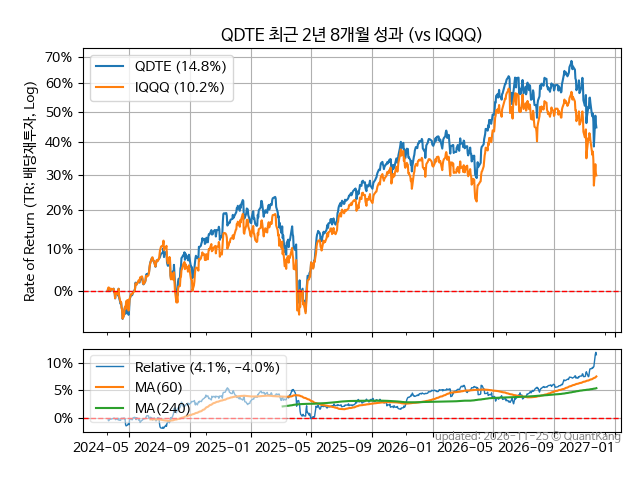 QDTE 최근 2년 8개월 성과 (vs IQQQ)
70%
60%
50%
40%
30%
20%
10%
0%
Rate of Return (TR: 배당재투자, Log)
QDTE (14.8%)
IQQQ (10.2%)
10%
5%
0%
Relative (4.1%, −4.0%)
MA(60)
MA(240)
2024−05 2024−09 2025−01 2025−05 2025−09 2026−01 2026−05 2026−09 2027−01
updated: 2026−11−25 © QuantKang